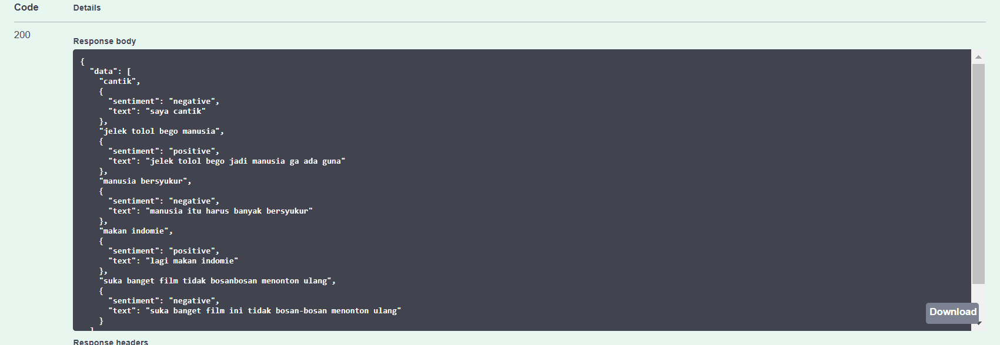 Code Details
200
Response body
{
"data": [
"cantik",
{
"sentiment": "negative",
"text": "saya cantik"
},
"jelek tolol bego manusia",
{
"sentiment": "positive",
"text": "jelek tolol bego jadi manusia ga ada guna"
},
"manusia bersyukur",
{
"sentiment": "negative",
"text": "manusia itu harus banyak bersyukur"
},
"makan indomie",
{
"sentiment": "positive",
"text": "lagi makan indomie"
},
"suka banget film tidak bosanbosan menonton ulang",
{
"sentiment": "negative",
"text": "suka banget film ini tidak bosan-bosan menonton ulang"
}
]
Download
Response headers